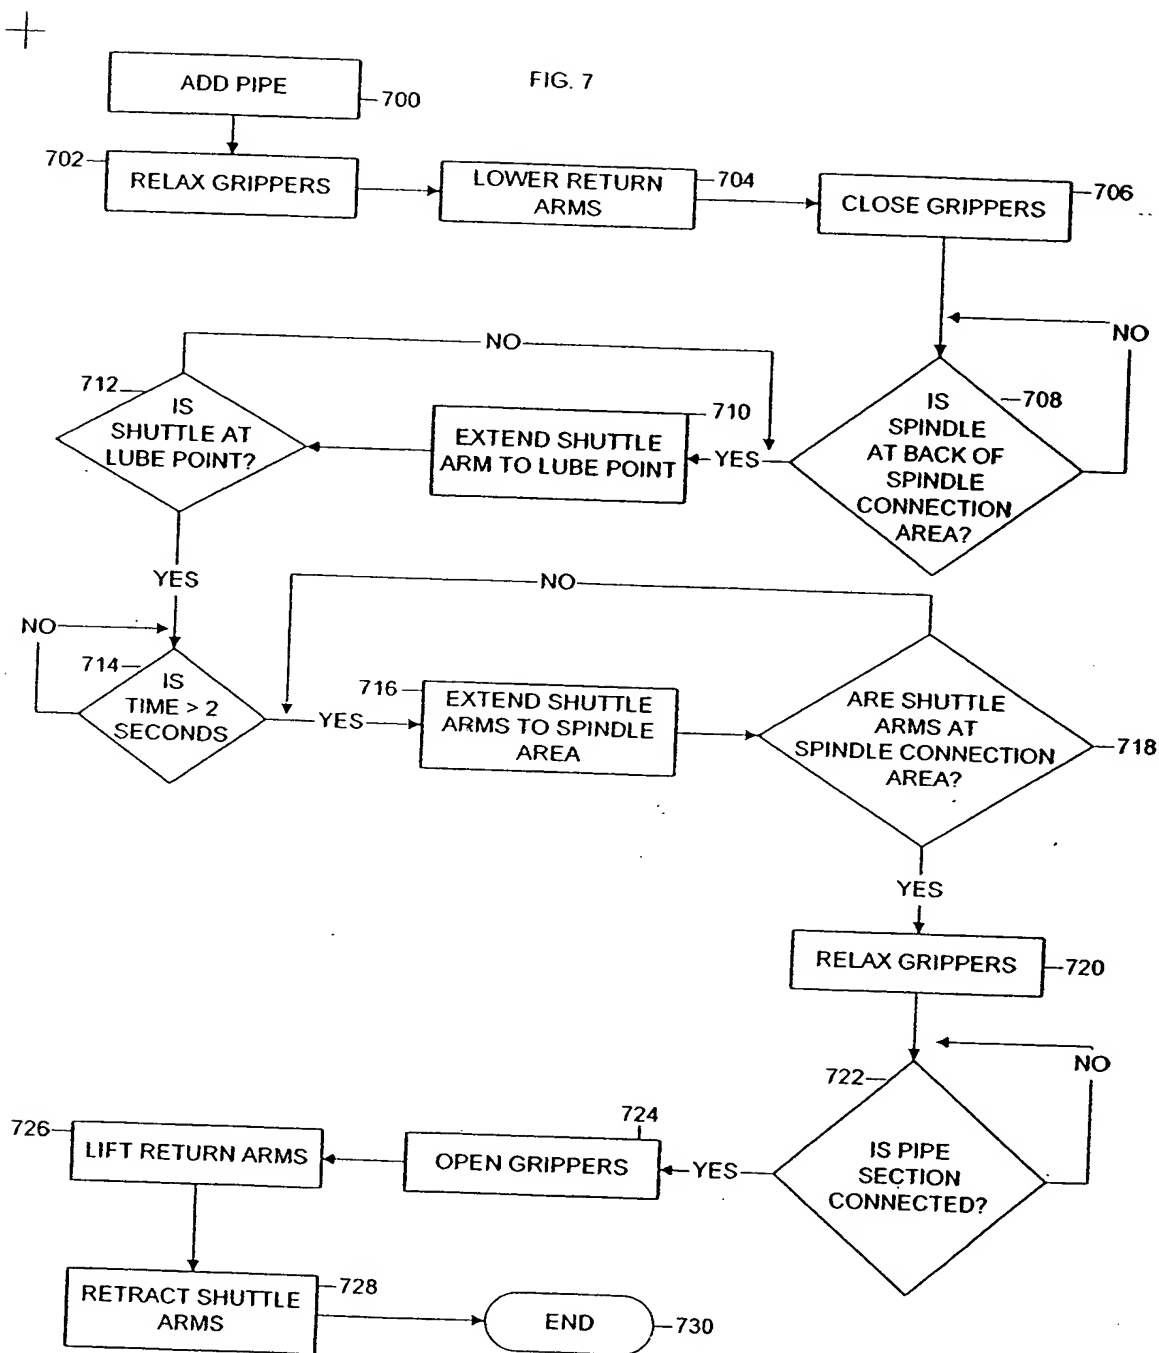 FIG. 7
ADD PIPE
700
702
RELAX GRIPPERS
LOWER RETURN
ARMS
704
CLOSE GRIPPERS
706
NO
IS
SPINDLE
AT BACK OF
SPINDLE
CONNECTION
AREA?
708
YES
710
EXTEND SHUTTLE
ARM TO LUBE POINT
NO
712
IS
SHUTTLE AT
LUBE POINT?
YES
NO
714
IS
TIME > 2
SECONDS
YES
NO
716
EXTEND SHUTTLE
ARMS TO SPINDLE
AREA
ARE SHUTTLE
ARMS AT
SPINDLE CONNECTION
AREA?
718
YES
RELAX GRIPPERS
720
NO
722
IS PIPE
SECTION
CONNECTED?
YES
724
OPEN GRIPPERS
726
LIFT RETURN ARMS
RETRACT SHUTTLE
ARMS
728
END
730